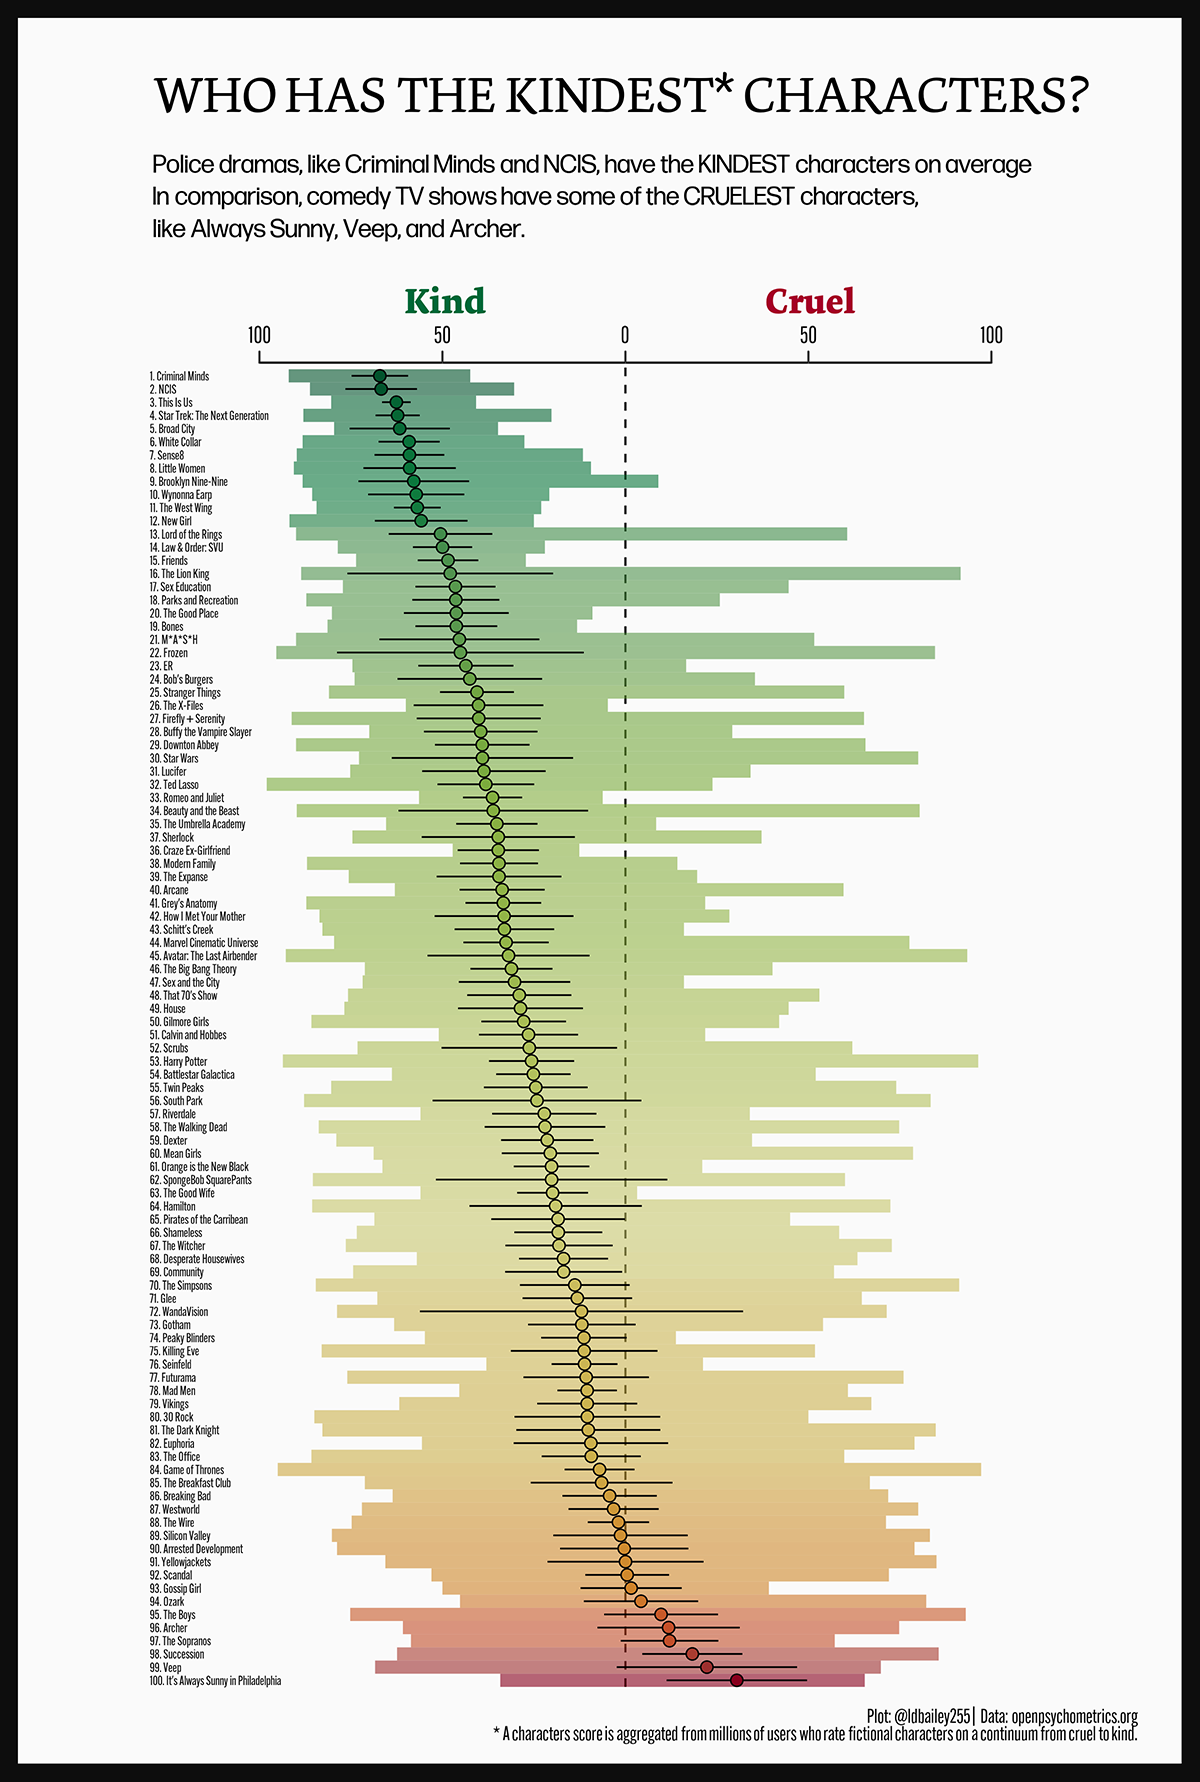 WHO HAS THE KINDEST* CHARACTERS?
Police dramas, like Criminal Minds and NCIS, have the KINDEST characters on average
In comparison, comedy TV shows have some of the CRUELEST characters,
like Always Sunny, Veep, and Archer.
Kind Cruel
100 50 0 50 100
1. Criminal Minds
2. NCIS
3. This Is Us
4. Star Trek: The Next Generation
5. Broad City
6. White Collar
7. Sense8
8. Little Women
9. Brooklyn Nine-Nine
10. Wynonna Earp
11. The West Wing
12. New Girl
13. Lord of the Rings
14. Law & Order: SVU
15. Friends
16. The Lion King
17. Sex Education
18. Parks and Recreation
20. The Good Place
19. Bones
21. M*A*S*H
22. Frozen
23. ER
24. Bob's Burgers
25. Stranger Things
26. The X-Files
27. Firefly + Serenity
28. Buffy the Vampire Slayer
29. Downton Abbey
30. Star Wars
31. Lucifer
32. Ted Lasso
33. Romeo and Juliet
34. Beauty and the Beast
35. The Umbrella Academy
37. Sherlock
36. Craze Ex-Girlfriend
38. Modern Family
39. The Expanse
40. Arcane
41. Grey's Anatomy
42. How I Met Your Mother
43. Schitt's Creek
44. Marvel Cinematic Universe
45. Avatar: The Last Airbender
46. The Big Bang Theory
47. Sex and the City
48. That 70's Show
49. House
50. Gilmore Girls
51. Calvin and Hobbes
52. Scrubs
53. Harry Potter
54. Battlestar Galactica
55. Twin Peaks
56. South Park
57. Riverdale
58. The Walking Dead
59. Dexter
60. Mean Girls
61. Orange is the New Black
62. SpongeBob SquarePants
63. The Good Wife
64. Hamilton
65. Pirates of the Carribean
66. Shameless
67. The Witcher
68. Desperate Housewives
69. Community
70. The Simpsons
71. Glee
72. WandaVision
73. Gotham
74. Peaky Blinders
75. Killing Eve
76. Seinfeld
77. Futurama
78. Mad Men
79. Vikings
80. 30 Rock
81. The Dark Knight
82. Euphoria
83. The Office
84. Game of Thrones
85. The Breakfast Club
86. Breaking Bad
87. Westworld
88. The Wire
89. Silicon Valley
90. Arrested Development
91. Yellowjackets
92. Scandal
93. Gossip Girl
94. Ozark
95. The Boys
96. Archer
97. The Sopranos
98. Succession
99. Veep
100. It's Always Sunny in Philadelphia
Plot: @ldbailey255 | Data: openpsychometrics.org
* A characters score is aggregated from millions of users who rate fictional characters on a continuum from cruel to kind.